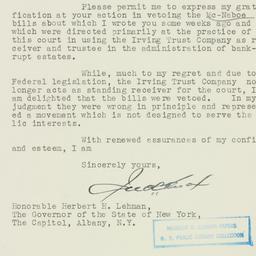 Please permit me to express my grat
fication at your action in vetoing the Mc-Naboe
bills about which I wrote you some weeks ago and
which were directed primarily at the practice of
this court in using the Irving Trust Company as r
ceiver and trustee in the administration of bank-
rupt estates.
While, much to my regret and due to
Federal legislation, the Irving Trust Company no
longer acts as standing receiver for the court, I
am delighted that the bills were vetoed. In my
judgment they were wrong in principle and represe
ed a movement which is not designed to serve the
lic interests.
With renewed assurances of my confi
and esteem, I am
Sincerely yours,
Honorable Herbert H. Lehman,
The Governor of the State of New York,
The Capitol, Albany, N.Y.
HERBERT H. LEHMAN PAPERS